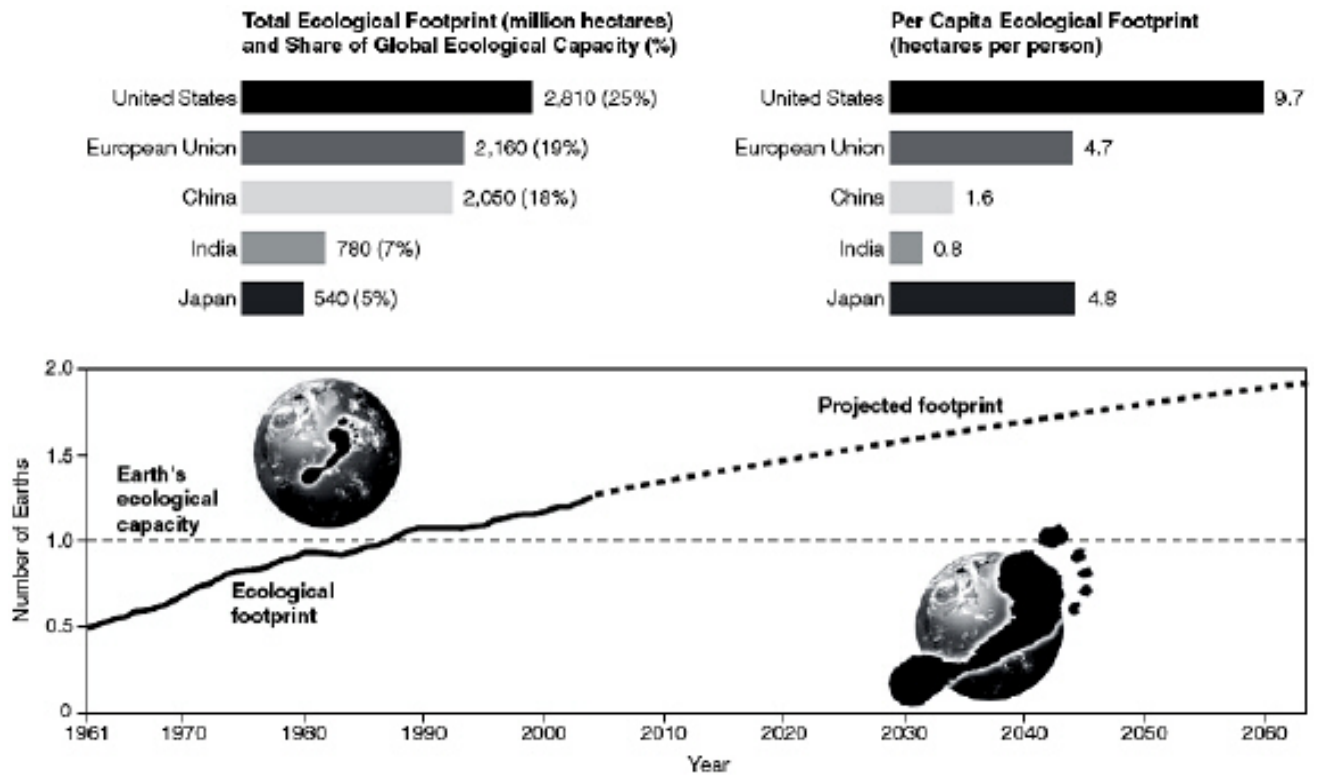 Total Ecological Footprint (million hectares)
and Share of Global Ecological Capacity (%)
United States 2,810 (25%)
European Union 2,160 (19%)
China 2,050 (18%)
India 780 (7%)
Japan 540 (5%)
Per Capita Ecological Footprint
(hectares per person)
United States 9.7
European Union 4.7
China 1.6
India 0.8
Japan 4.8
Number of Earths
2.0
1.5
1.0
0.5
0
Projected footprint
Earth's
ecological
capacity
Ecological
footprint
1961 1970 1980 1990 2000 2010 2020 2030 2040 2050 2060
Year